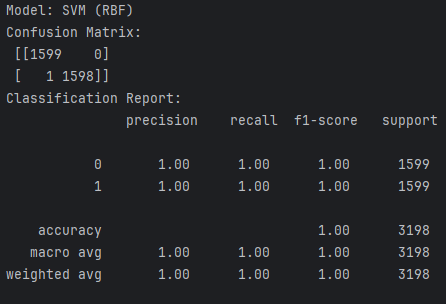 Model: SVM (RBF)
Confusion Matrix:
 [[1599    0]
 [   1 1598]]
Classification Report:
              precision    recall  f1-score   support

           0       1.00      1.00      1.00      1599
           1       1.00      1.00      1.00      1599

    accuracy                           1.00      3198
   macro avg       1.00      1.00      1.00      3198
weighted avg       1.00      1.00      1.00      3198